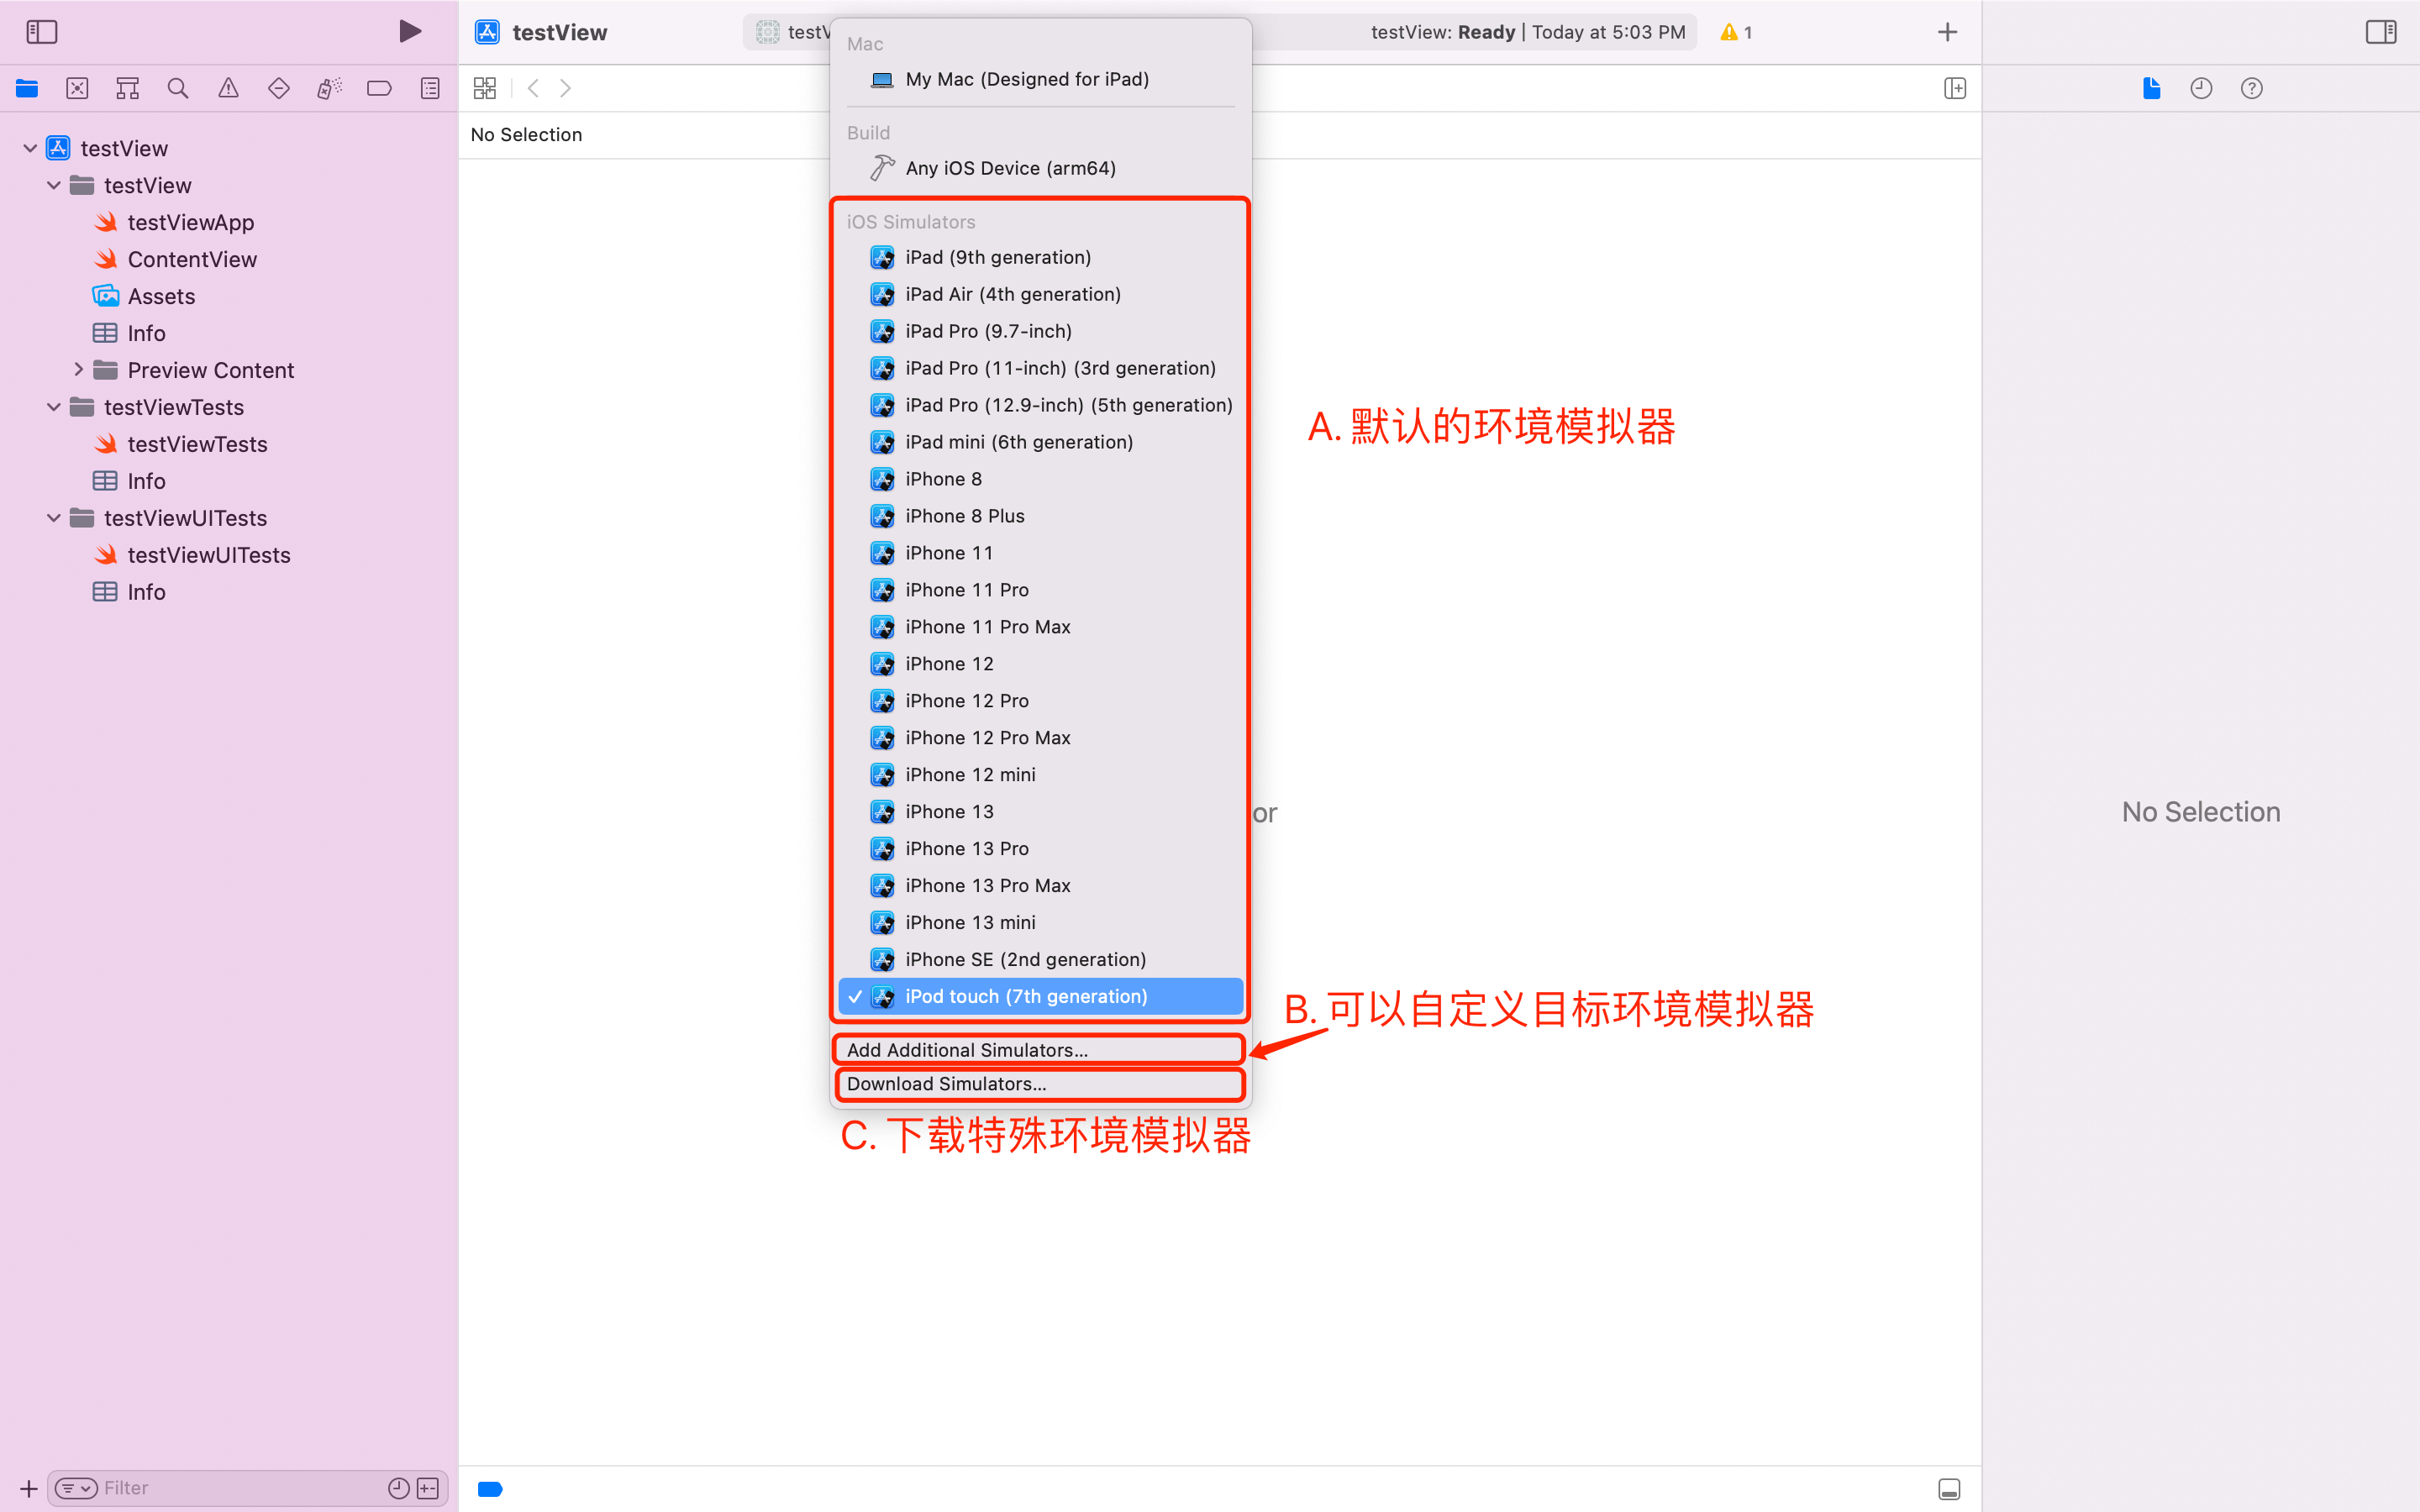 testView
testV
testView: Ready | Today at 5:03 PM
1
No Selection
testView
testView
testViewApp
ContentView
Assets
Info
Preview Content
testViewTests
testViewTests
Info
testViewUITests
testViewUITests
Info
Filter
Mac
My Mac (Designed for iPad)
Build
Any iOS Device (arm64)
iOS Simulators
iPad (9th generation)
iPad Air (4th generation)
iPad Pro (9.7-inch)
iPad Pro (11-inch) (3rd generation)
iPad Pro (12.9-inch) (5th generation)
iPad mini (6th generation)
iPhone 8
iPhone 8 Plus
iPhone 11
iPhone 11 Pro
iPhone 11 Pro Max
iPhone 12
iPhone 12 Pro
iPhone 12 Pro Max
iPhone 12 mini
iPhone 13
iPhone 13 Pro
iPhone 13 Pro Max
iPhone 13 mini
iPhone SE (2nd generation)
iPod touch (7th generation)
Add Additional Simulators...
Download Simulators...
A. 默认的环境模拟器
or
B. 可以自定义目标环境模拟器
C. 下载特殊环境模拟器
No Selection